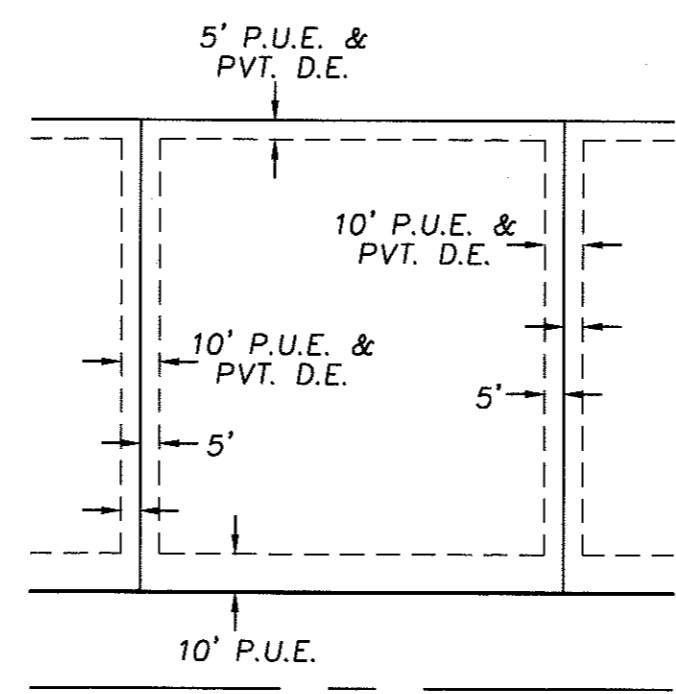 5' P.U.E. &
PVT. D.E.
10' P.U.E. &
PVT. D.E.
10' P.U.E. &
PVT. D.E.
5'
5'
10' P.U.E.